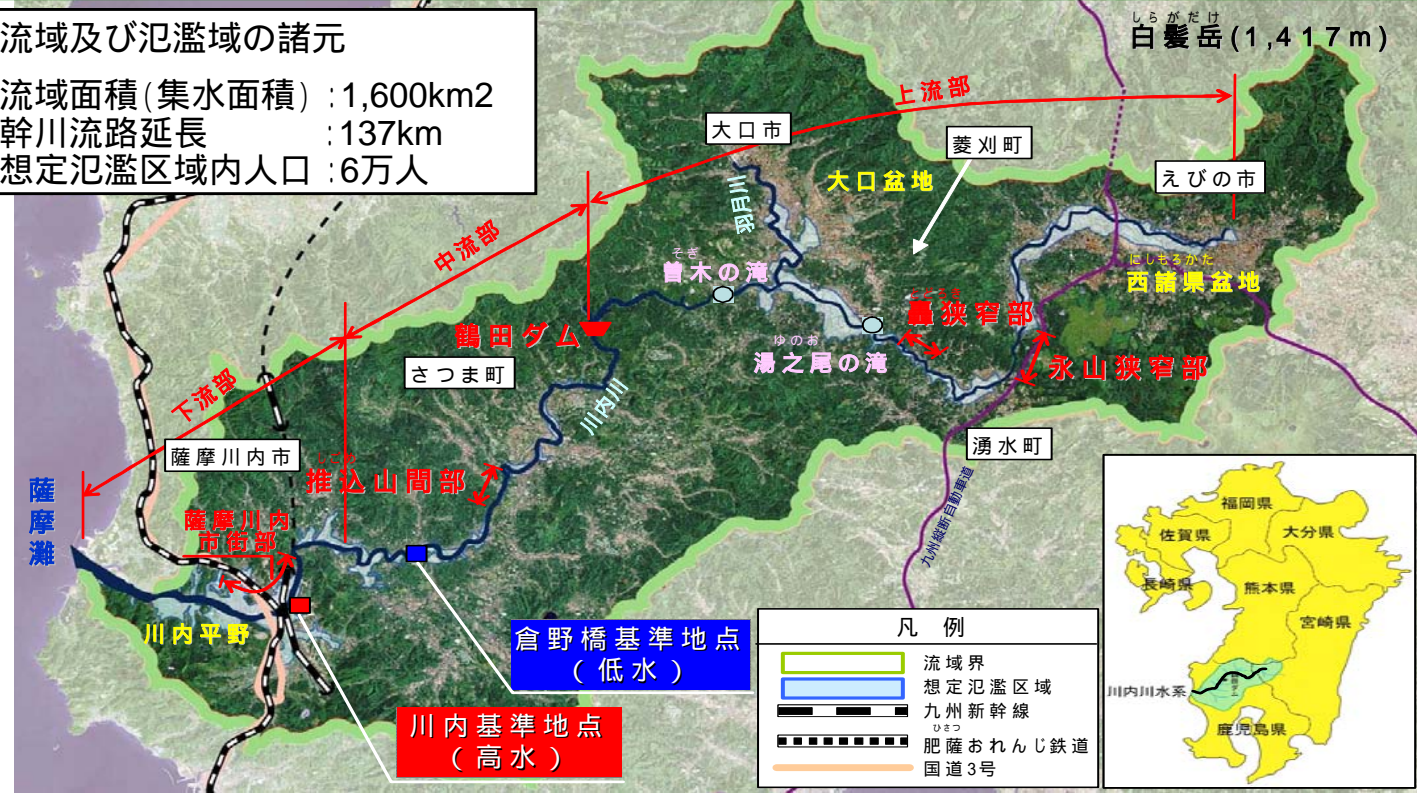 流域及び氾濫域の諸元
流域面積(集水面積) :1,600km2
幹川流路延長 :137km
想定氾濫区域内人口 :6万人
しらがだけ
白髪岳(1,417m)
上流部
大口市
菱刈町
えびの市
大口盆地
羽月川
中流部
そぎ
曽木の滝
にしもろかた
西諸県盆地
鶴田ダム
轟狭窄部
ゆのお
湯之尾の滝
永山狭窄部
さつま町
川内川
下流部
薩摩川内市
湧水町
推込山間部
薩摩灘
薩摩川内
市街部
九州縦断自動車道
川内平野
倉野橋基準地点
(低水)
川内基準地点
(高水)
凡 例
流域界
想定氾濫区域
九州新幹線
ひさつ
肥薩おれんじ鉄道
国道3号
福岡県
佐賀県
大分県
長崎県
熊本県
宮崎県
川内川水系
鹿児島県